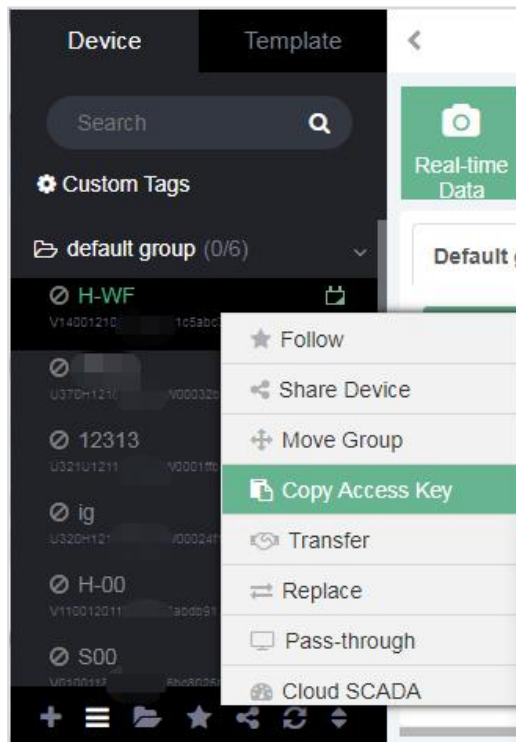 Device
Template
Search
Real-time
Data
Custom Tags
default group (0/6)
Default
H-WF
Follow
Share Device
12313
Move Group
Copy Access Key
ig
Transfer
H-00
Replace
Pass-through
S00
Cloud SCADA